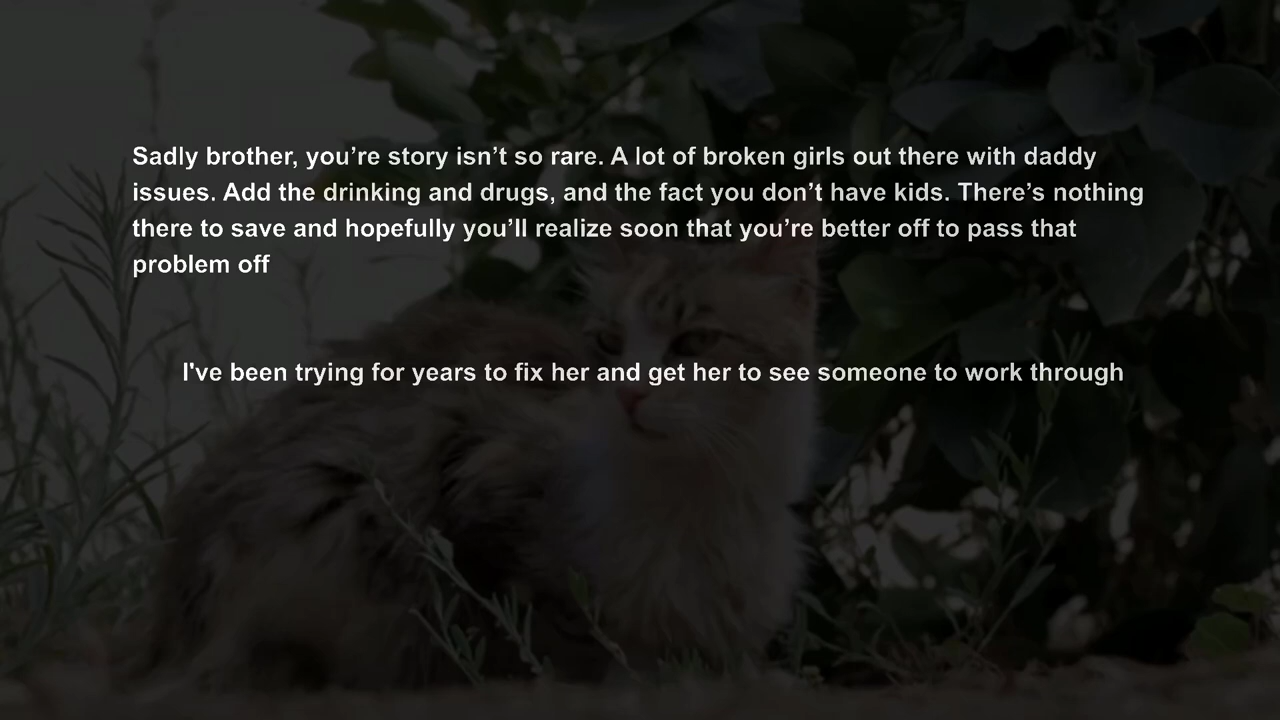 Sadly brother, you’re story isn’t so rare. A lot of broken girls out there with daddy
issues. Add the drinking and drugs, and the fact you don’t have kids. There’s nothing
there to save and hopefully you’ll realize soon that you’re better off to pass that
problem off
I've been trying for years to fix her and get her to see someone to work through